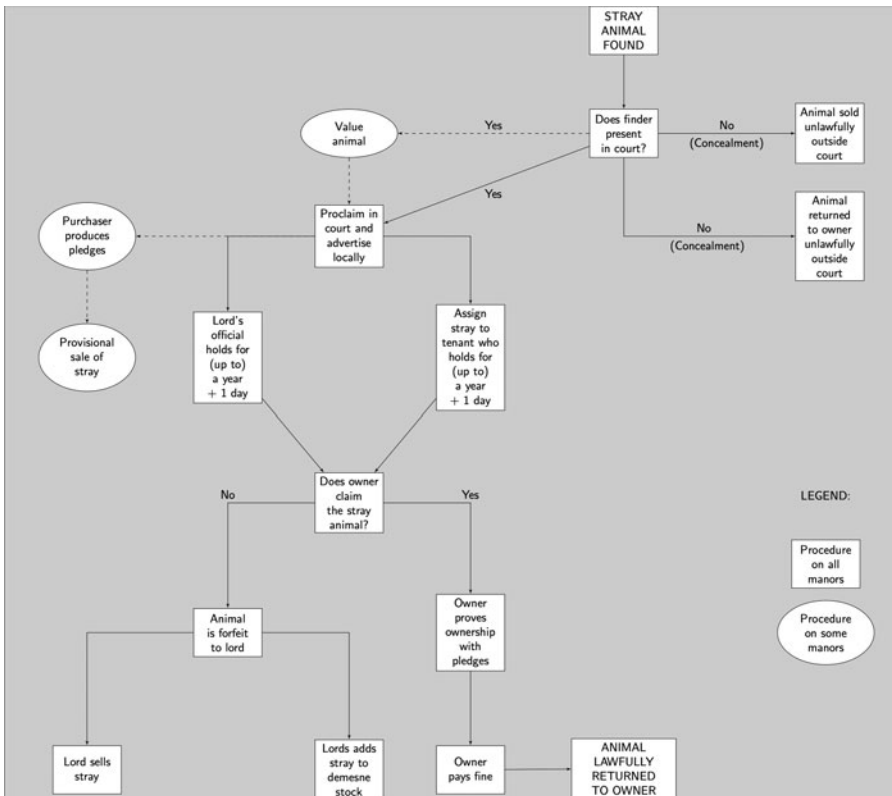 STRAY
ANIMAL
FOUND
Does finder
present
in court?
Yes
Value
animal
No
(Concealment)
Animal sold
unlawfully
outside
court
Yes
Proclaim in
court and
advertise
locally
No
(Concealment)
Animal
returned
to owner
unlawfully
outside
court
Purchaser
produces
pledges
Provisional
sale of
stray
Lord's
official
holds for
(up to)
a year
+ 1 day
Assign
stray to
tenant who
holds for
(up to)
a year
+ 1 day
Does owner
claim
the stray
animal?
No
Yes
LEGEND:
Procedure
on all
manors
Procedure
on some
manors
Animal
is forfeit
to lord
Owner
proves
ownership
with
pledges
Lord sells
stray
Lords adds
stray to
demesne
stock
Owner
pays fine
ANIMAL
LAWFULLY
RETURNED
TO OWNER